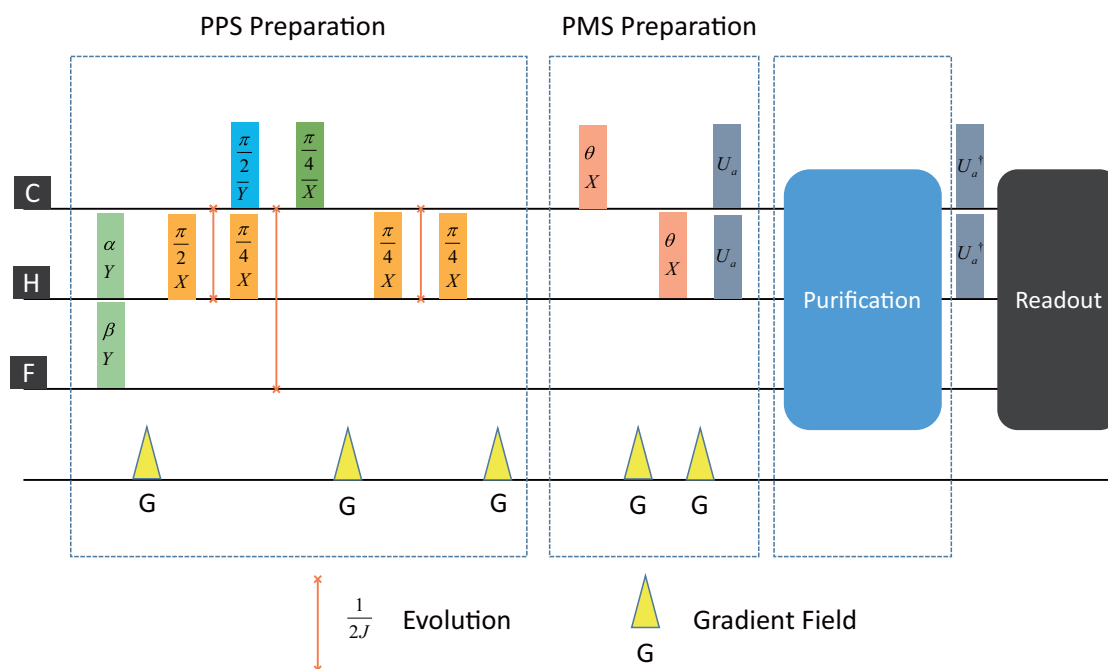 PPS Preparation
PMS Preparation
π
2
Y̅
π
4
X̅
θ
X
U_a
U_a†
C
α
Y
π
2
X
π
4
X
π
4
X
π
4
X
θ
X
U_a
U_a†
H
Purification
Readout
β
Y
F
G
G
G
G
G
1
2J
Evolution
Gradient Field
G